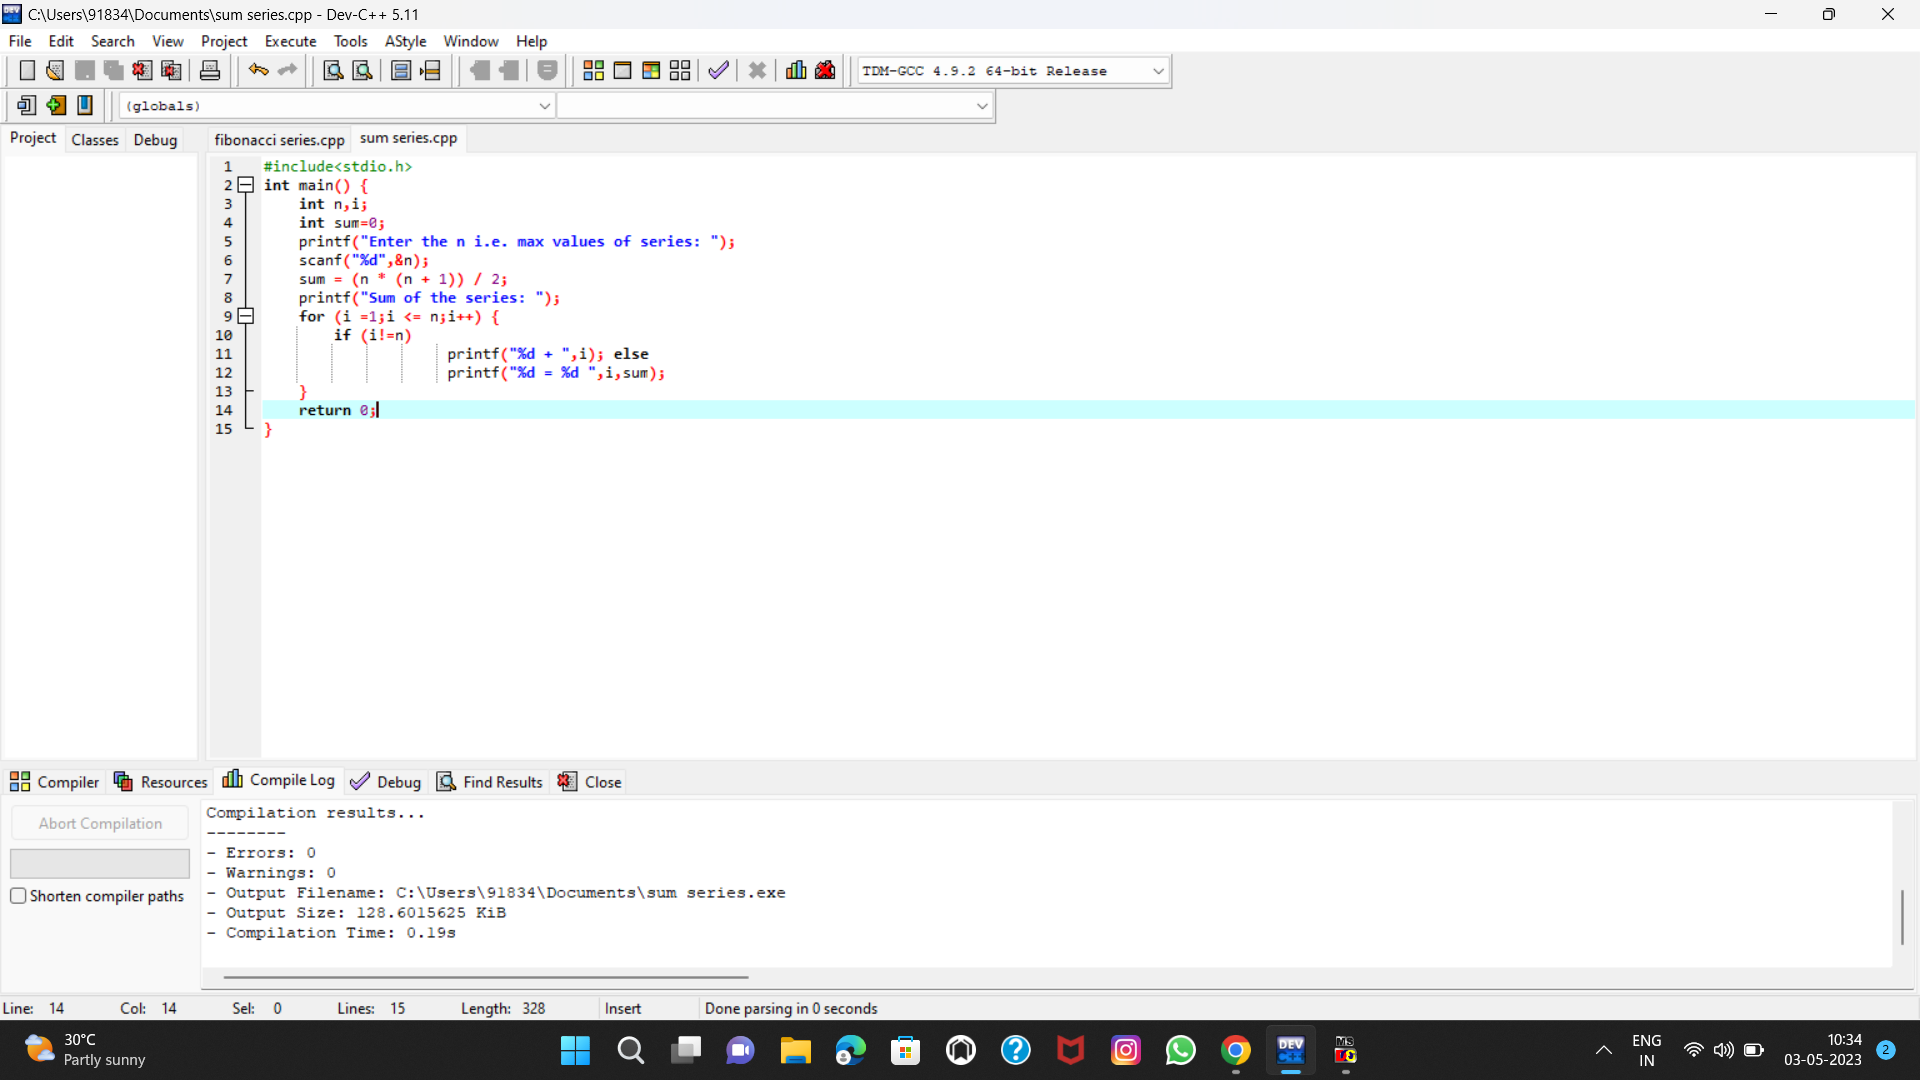 C:\Users\91834\Documents\sum series.cpp - Dev-C++ 5.11
File Edit Search View Project Execute Tools AStyle Window Help
TDM-GCC 4.9.2 64-bit Release
(globals)
Project Classes Debug fibonacci series.cpp sum series.cpp
1 #include<stdio.h>
2 int main() {
3 int n,i;
4 int sum=0;
5 printf("Enter the n i.e. max values of series: ");
6 scanf("%d",&n);
7 sum = (n * (n + 1)) / 2;
8 printf("Sum of the series: ");
9 for (i =1;i <= n;i++) {
10 if (i!=n)
11 printf("%d + ",i); else
12 printf("%d = %d ",i,sum);
13 }
14 return 0;
15 }
Compiler Resources Compile Log Debug Find Results Close
Abort Compilation
Shorten compiler paths
Compilation results...
--------
- Errors: 0
- Warnings: 0
- Output Filename: C:\Users\91834\Documents\sum series.exe
- Output Size: 128.6015625 KiB
- Compilation Time: 0.19s
Line: 14 Col: 14 Sel: 0 Lines: 15 Length: 328 Insert Done parsing in 0 seconds
30°C
Partly sunny
DEV
C++
MS
ENG
IN
10:34
03-05-2023
2